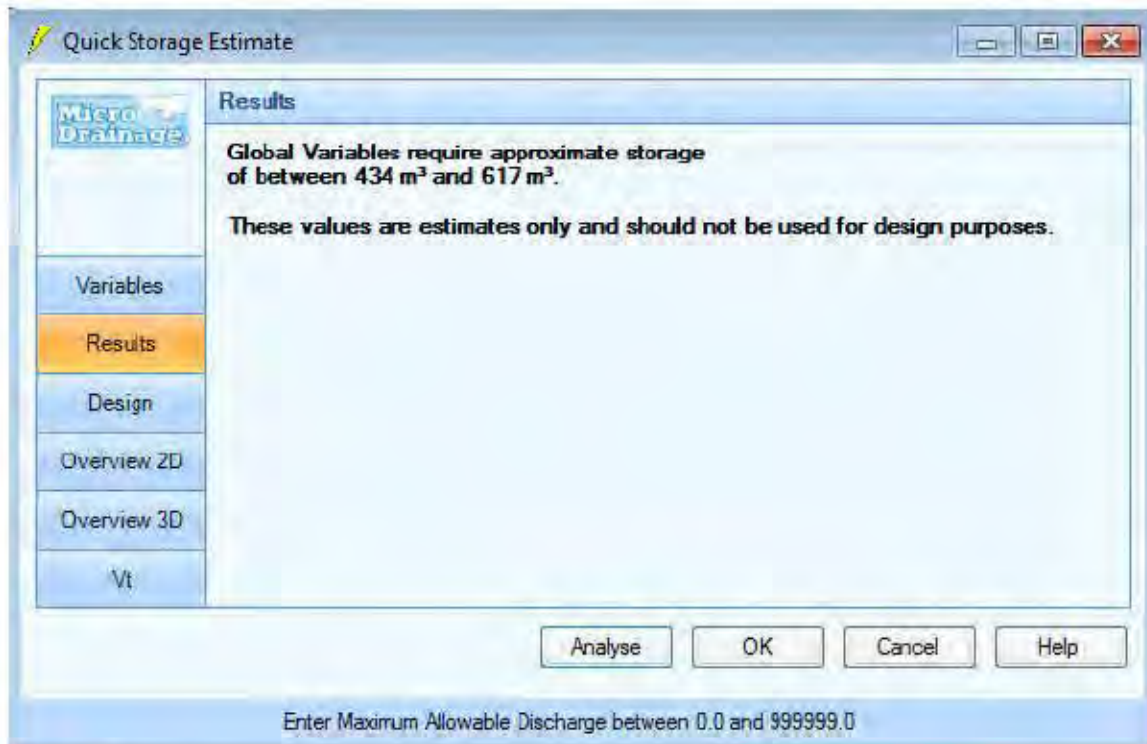 Quick Storage Estimate
Micro
Drainage
Results
Global Variables require approximate storage
of between 434 m³ and 617 m³.
These values are estimates only and should not be used for design purposes.
Variables
Results
Design
Overview 2D
Overview 3D
Vt
Analyse
OK
Cancel
Help
Enter Maximum Allowable Discharge between 0.0 and 999999.0